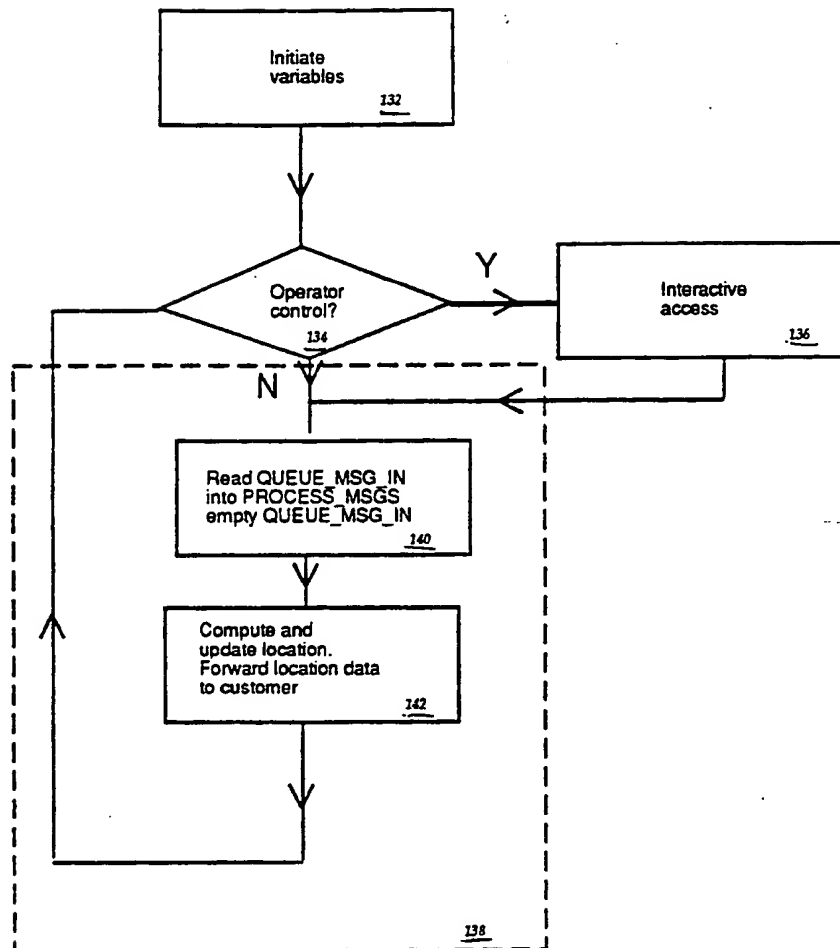 Initiate
variables
132
Operator
control?
134
Y
Interactive
access
136
N
Read QUEUE_MSG_IN
into PROCESS_MSGS
empty QUEUE_MSG_IN
140
Compute and
update location.
Forward location data
to customer
142
138